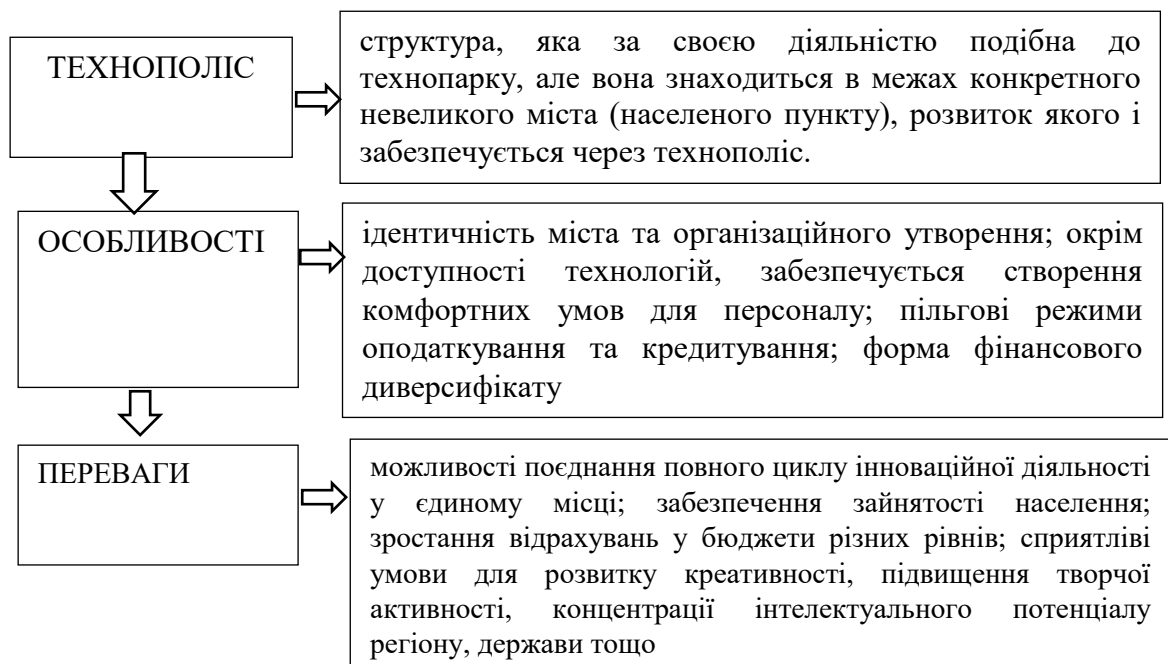 ТЕХНОПОЛІС
структура, яка за своєю діяльністю подібна до
технопарку, але вона знаходиться в межах конкретного
невеликого міста (населеного пункту), розвиток якого і
забезпечується через технополіс.
ОСОБЛИВОСТІ
ідентичність міста та організаційного утворення; окрім
доступності технологій, забезпечується створення
комфортних умов для персоналу; пільгові режими
оподаткування та кредитування; форма фінансового
диверсифікату
ПЕРЕВАГИ
можливості поєднання повного циклу інноваційної діяльності
у єдиному місці; забезпечення зайнятості населення;
зростання відрахувань у бюджети різних рівнів; сприятліві
умови для розвитку креативності, підвищення творчої
активності, концентрації інтелектуального потенціалу
регіону, держави тощо